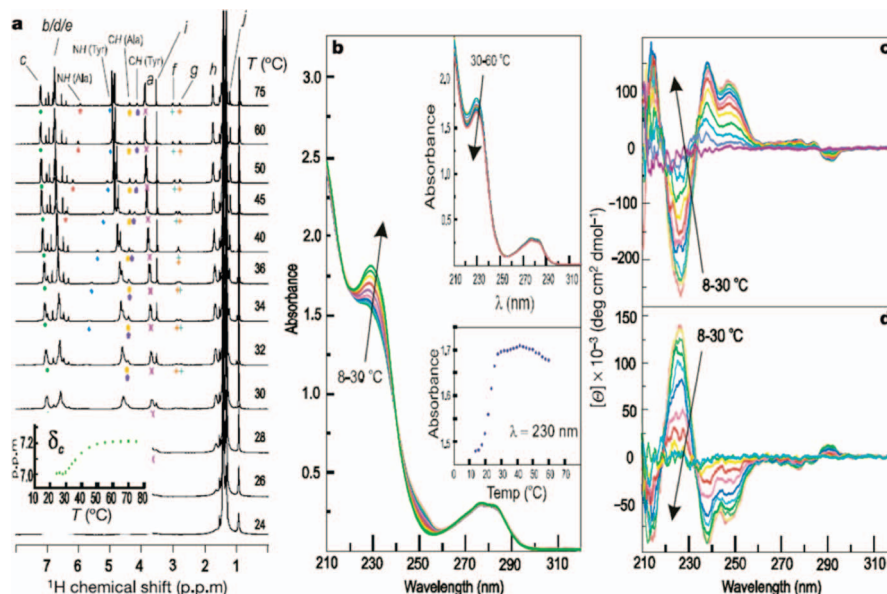 a
b/d/e
c
NH (Ala)
NH (Tyr)
CH (Ala)
CH (Tyr)
a
i
f
g
h
j
T (°C)
75
60
50
45
40
36
34
32
30
28
26
24
δc
p.p.m
7.2
7.0
10 20 30 40 50 60 70 80
T (°C)
7 6 5 4 3 2 1
¹H chemical shift (p.p.m)
b
Absorbance
3.0
2.5
2.0
1.5
1.0
0.5
8–30 °C
210 230 250 270 290 310
Wavelength (nm)
30-60 °C
Absorbance
2,0
1,5
1,0
0,5
210 230 250 270 290 310
λ (nm)
Absorbance
1,7
1,6
1,5
λ = 230 nm
0 10 20 30 40 50 60 70
Temp (°C)
c
100
0
−100
−200
8-30 °C
d
150
100
50
0
−50
8-30 °C
[Θ] × 10⁻³ (deg cm² dmol⁻¹)
210 230 250 270 290 310
Wavelength (nm)